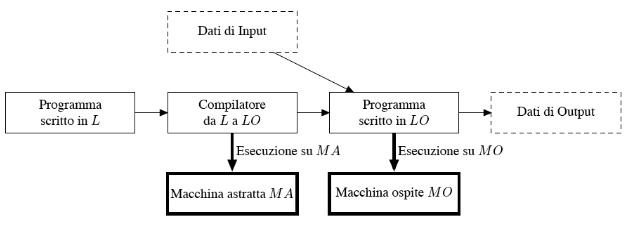 Dati di Input
Programma
scritto in L
Compilatore
da L a LO
Programma
scritto in LO
Dati di Output
Esecuzione su MA
Esecuzione su MO
Macchina astratta MA
Macchina ospite MO